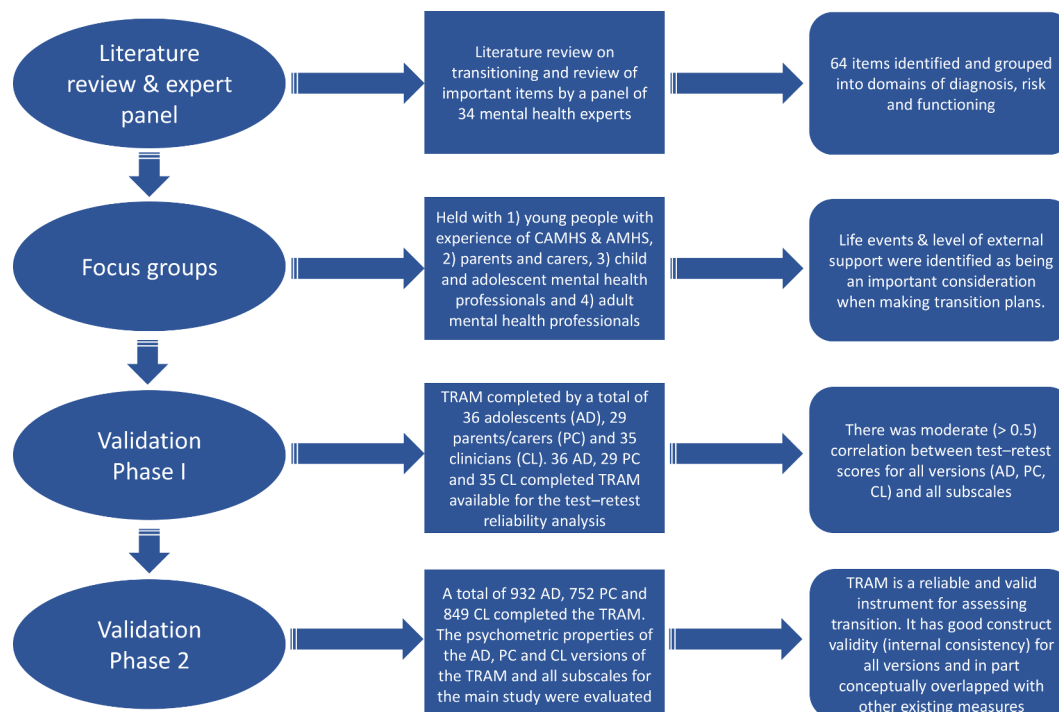 Literature
review & expert
panel
Literature review on
transitioning and review of
important items by a panel of
34 mental health experts
64 items identified and grouped
into domains of diagnosis, risk
and functioning
Focus groups
Held with 1) young people with
experience of CAMHS & AMHS,
2) parents and carers, 3) child
and adolescent mental health
professionals and 4) adult
mental health professionals
Life events & level of external
support were identified as being
an important consideration
when making transition plans.
Validation
Phase I
TRAM completed by a total of
36 adolescents (AD), 29
parents/carers (PC) and 35
clinicians (CL). 36 AD, 29 PC
and 35 CL completed TRAM
available for the test–retest
reliability analysis
There was moderate (> 0.5)
correlation between test–retest
scores for all versions (AD, PC,
CL) and all subscales
Validation
Phase 2
A total of 932 AD, 752 PC and
849 CL completed the TRAM.
The psychometric properties of
the AD, PC and CL versions of
the TRAM and all subscales for
the main study were evaluated
TRAM is a reliable and valid
instrument for assessing
transition. It has good construct
validity (internal consistency) for
all versions and in part
conceptually overlapped with
other existing measures